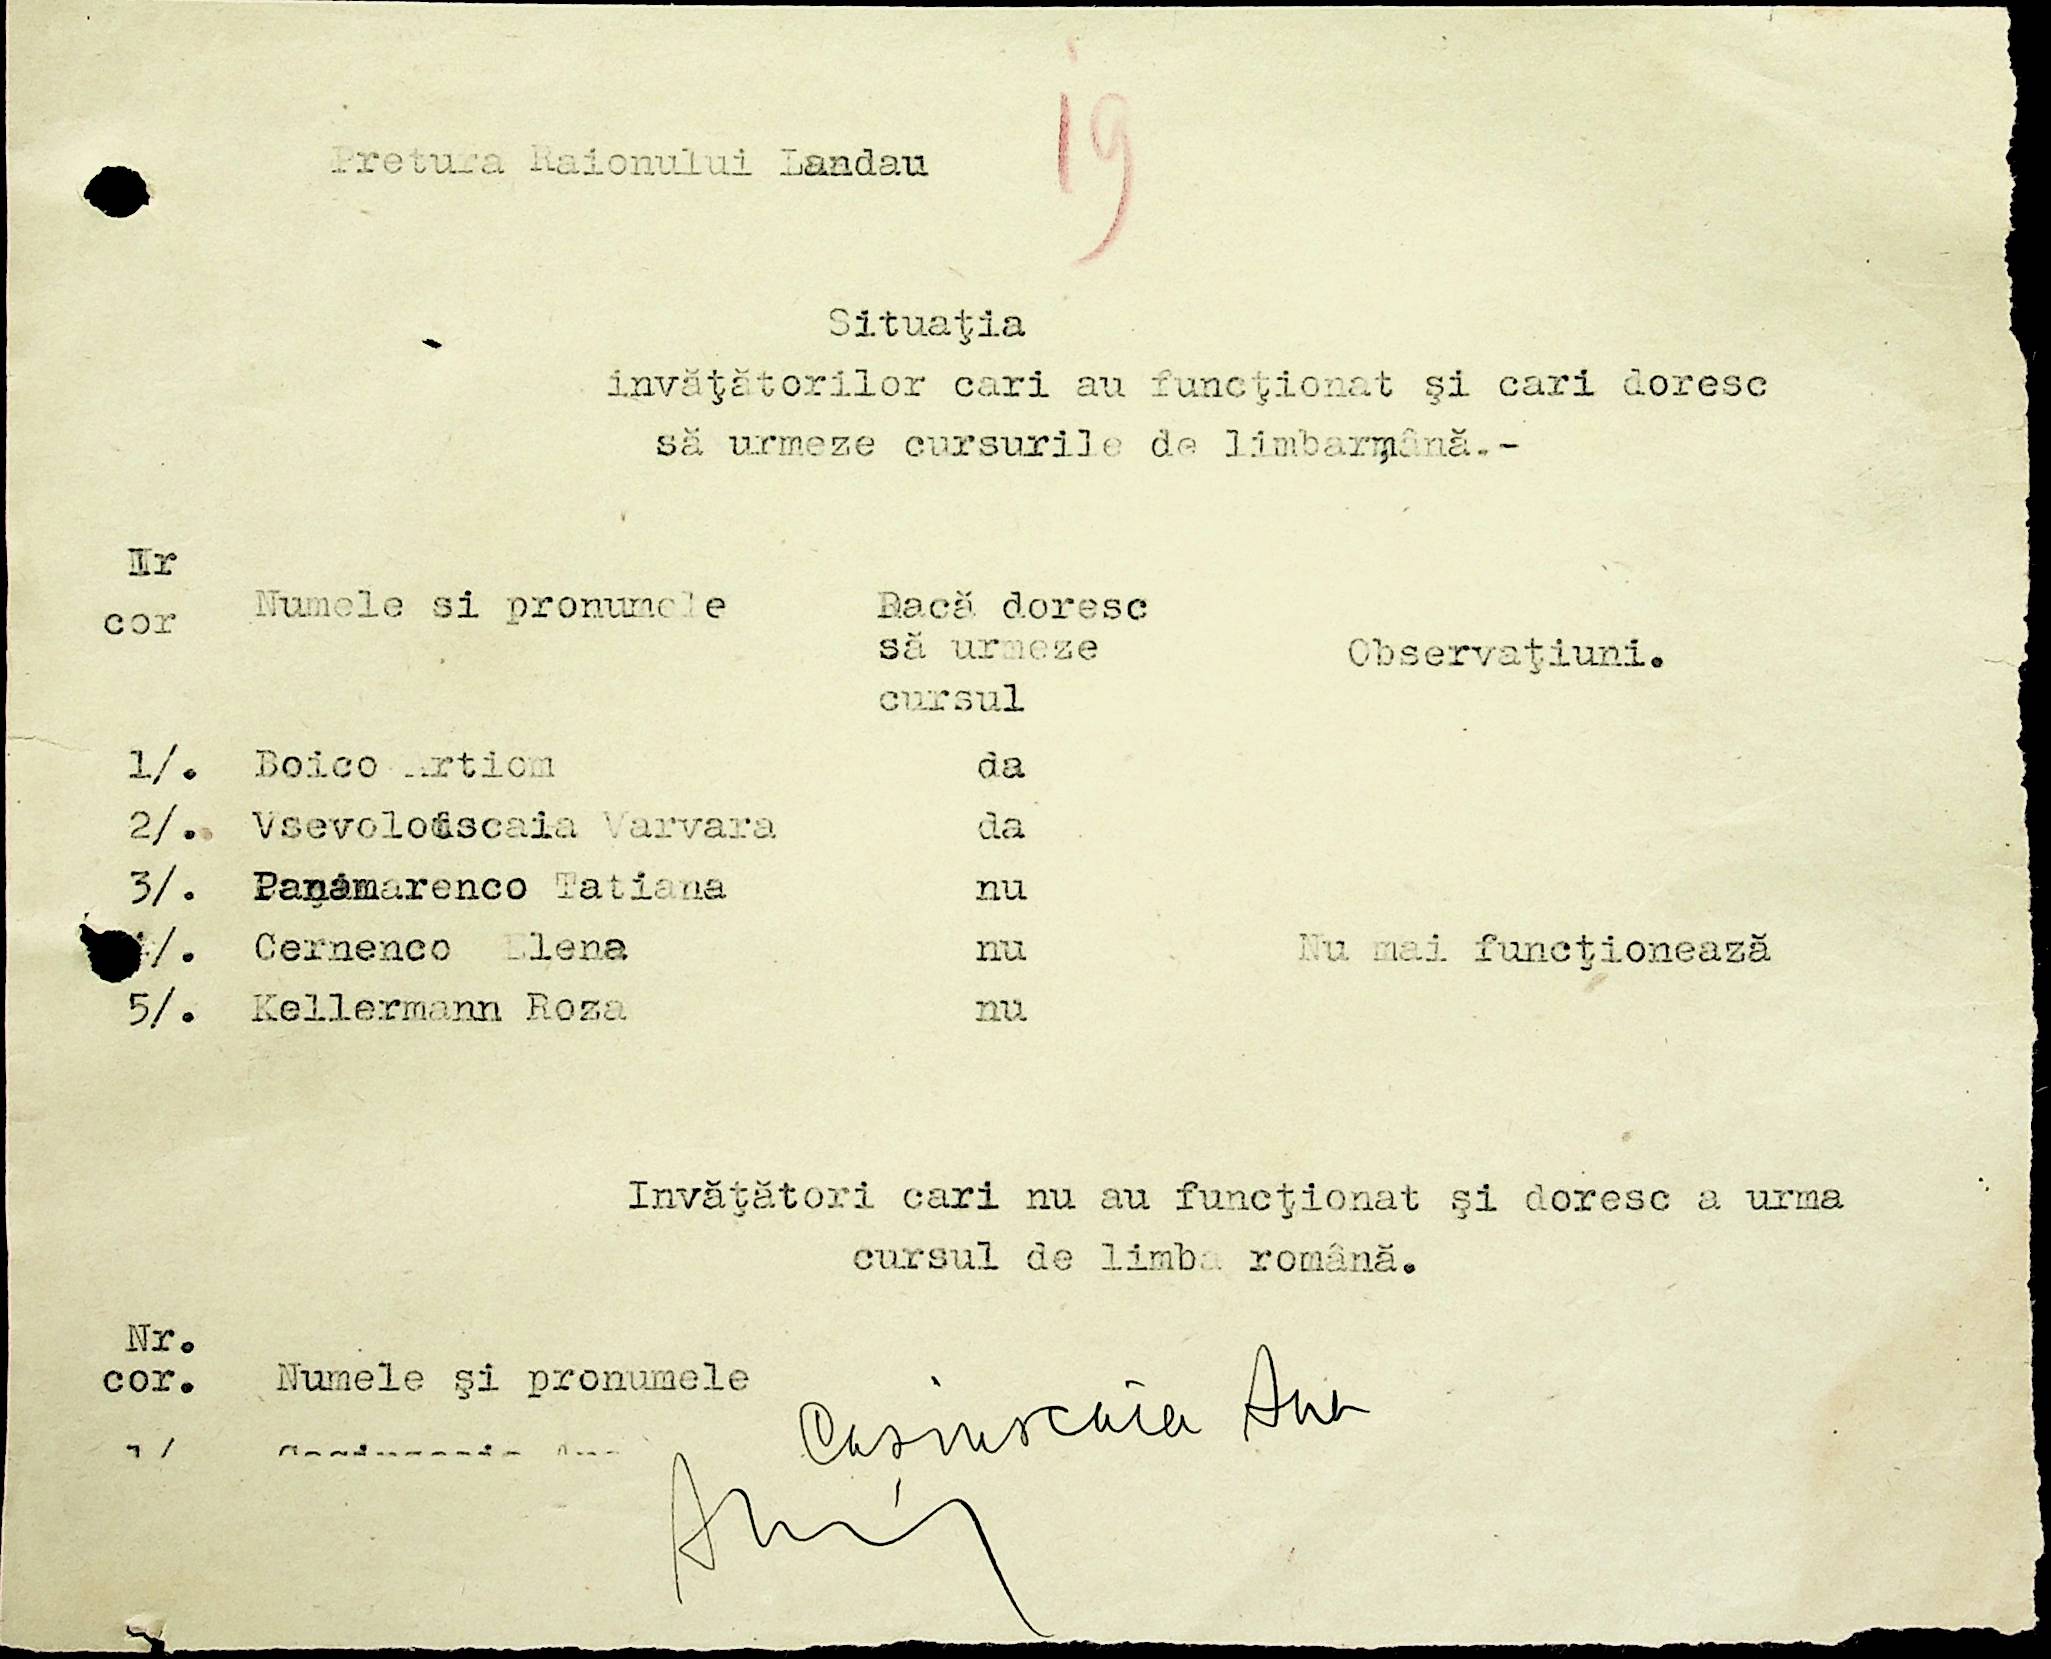 19
Pretura Raionului Landau
Situaţia
invăţătorilor cari au funcţionat şi cari doresc
să urmeze cursurile de limbarmână.-
Nr
cor
Numele si pronumele
Dacă doresc
să urmeze
cursul
Observaţiuni.
1/. Boico Artiom da
2/. Vsevolodscaia Varvara da
3/. Panamarenco Tatiana nu
4/. Cernenco Elena nu Nu mai funcţionează
5/. Kellermann Roza nu
Invăţători cari nu au funcţionat şi doresc a urma
cursul de limba română.
Nr.
cor. Numele şi pronumele
Casinscaia Ana
1/